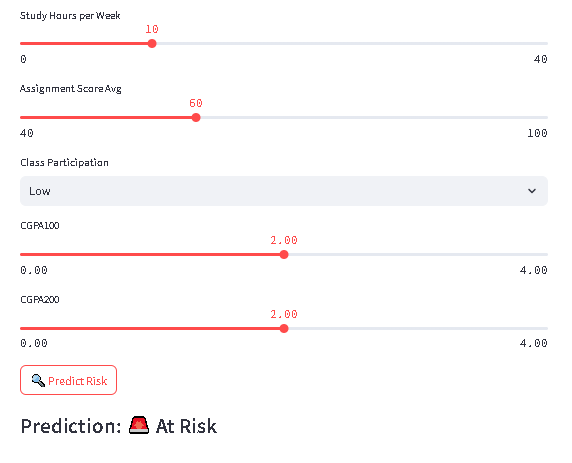 Study Hours per Week
10
0 40
Assignment Score Avg
60
40 100
Class Participation
Low
CGPA100
2.00
0.00 4.00
CGPA200
2.00
0.00 4.00
🔍 Predict Risk
Prediction: 🚨 At Risk